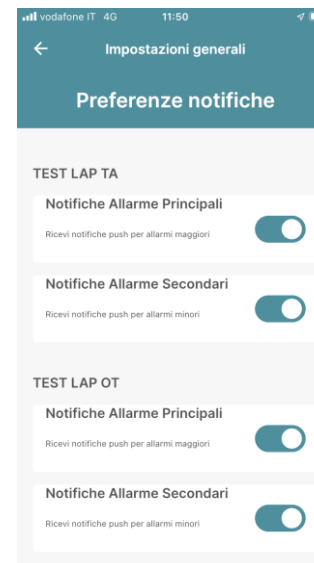 vodafone IT 4G 11:50
Impostazioni generali
Preferenze notifiche
TEST LAP TA
Notifiche Allarme Principali
Ricevi notifiche push per allarmi maggiori
Notifiche Allarme Secondari
Ricevi notifiche push per allarmi minori
TEST LAP OT
Notifiche Allarme Principali
Ricevi notifiche push per allarmi maggiori
Notifiche Allarme Secondari
Ricevi notifiche push per allarmi minori